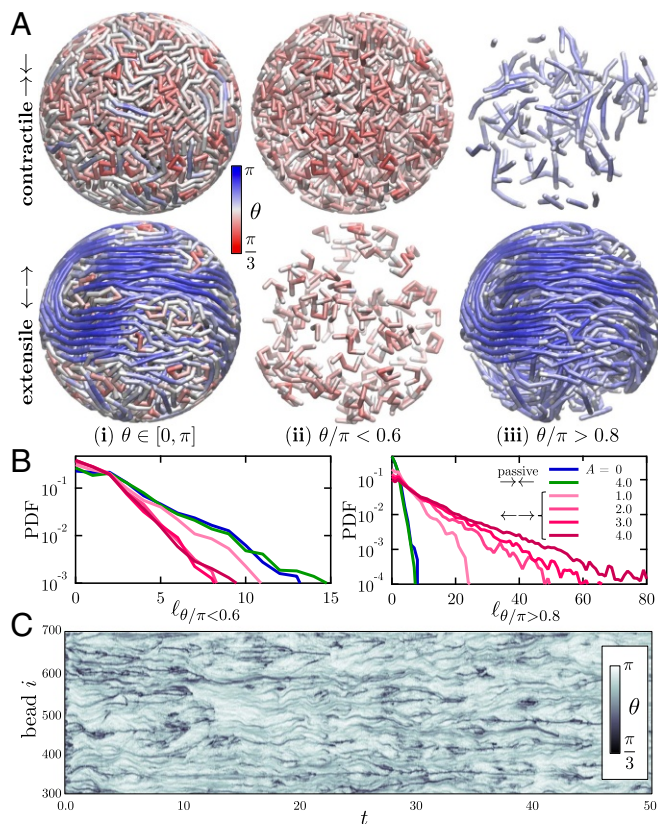 A
contractile →→←←
π
θ
π/3
extensile ←→
(i) θ ∈ [0, π]
(ii) θ/π < 0.6
(iii) θ/π > 0.8
B
PDF
10⁻¹
10⁻²
10⁻³
0 5 10 15
ℓθ/π<0.6
PDF
10⁻¹
10⁻²
10⁻³
10⁻⁴
0 20 40 60 80
ℓθ/π>0.8
passive A = 0
→→←← 4.0
←→ 1.0
2.0
3.0
4.0
C
bead i
700
600
500
400
300
0.0 10 20 30 40 50
t
π
θ
π/3